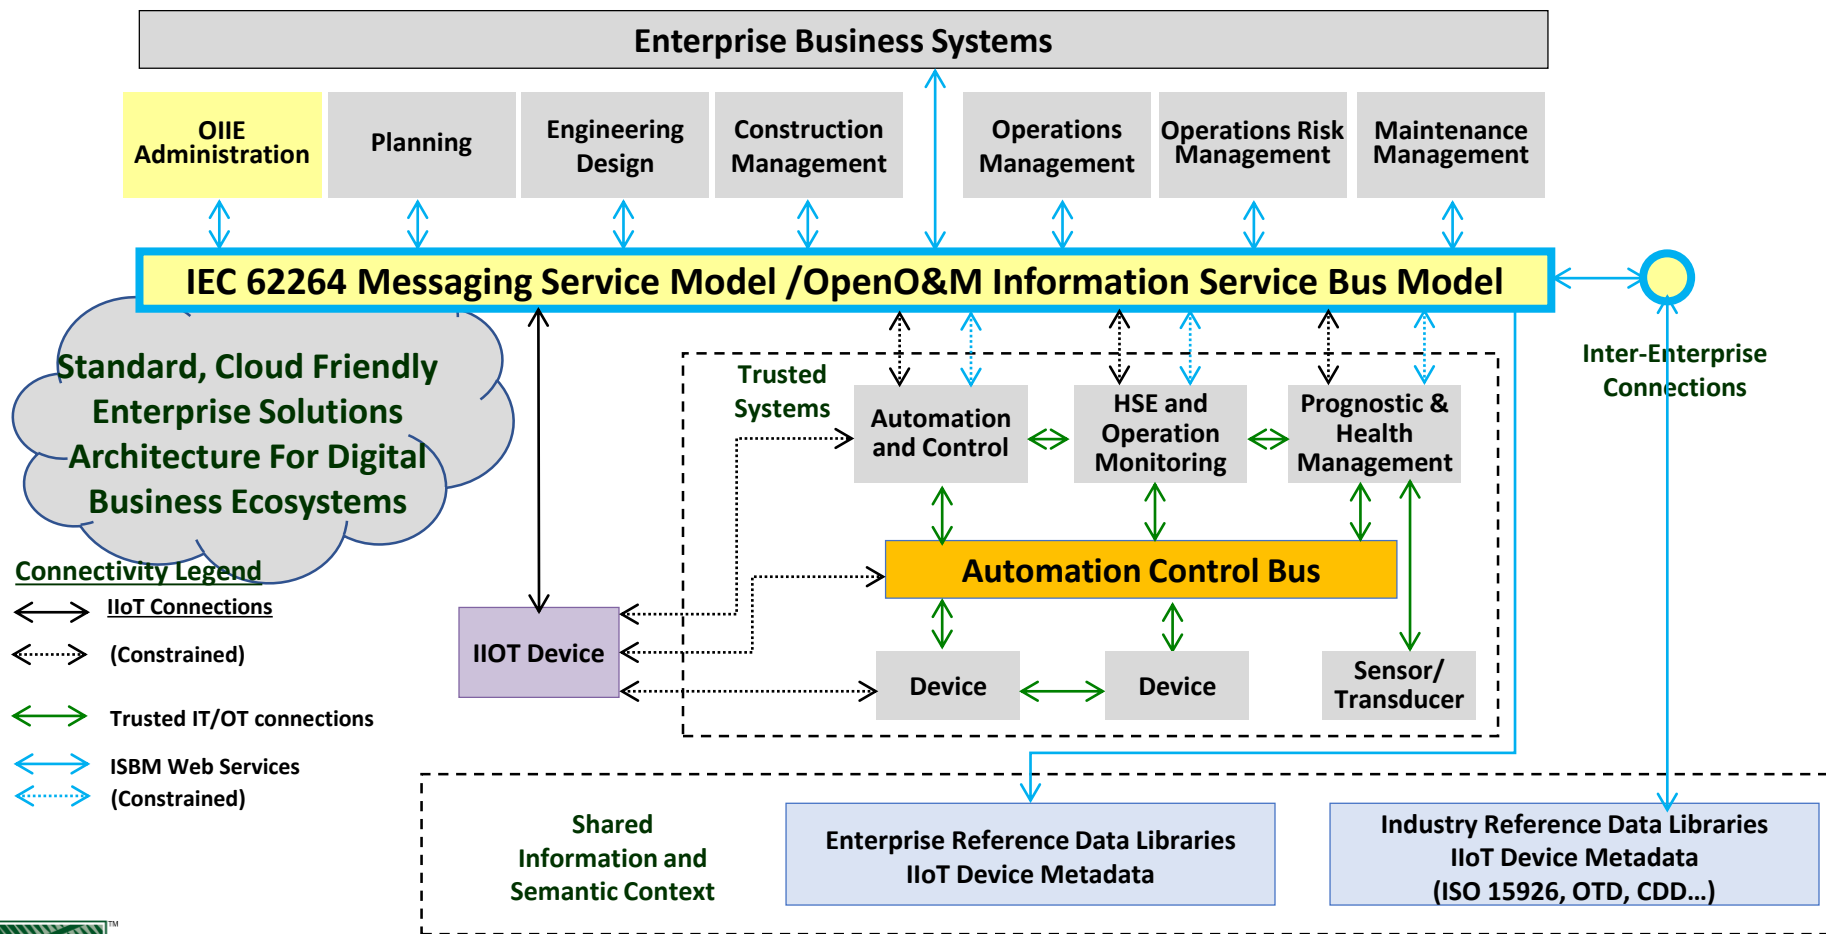 Enterprise Business Systems
OIIE
Administration
Planning
Engineering
Design
Construction
Management
Operations
Management
Operations Risk
Management
Maintenance
Management
IEC 62264 Messaging Service Model /OpenO&M Information Service Bus Model
Standard, Cloud Friendly
Enterprise Solutions
Architecture For Digital
Business Ecosystems
Trusted
Systems
Automation
and Control
HSE and
Operation
Monitoring
Prognostic &
Health
Management
Inter-Enterprise
Connections
Automation Control Bus
Connectivity Legend
IIoT Connections
(Constrained)
Trusted IT/OT connections
ISBM Web Services
(Constrained)
IIOT Device
Device
Device
Sensor/
Transducer
Shared
Information and
Semantic Context
Enterprise Reference Data Libraries
IIoT Device Metadata
Industry Reference Data Libraries
IIoT Device Metadata
(ISO 15926, OTD, CDD…)
TM